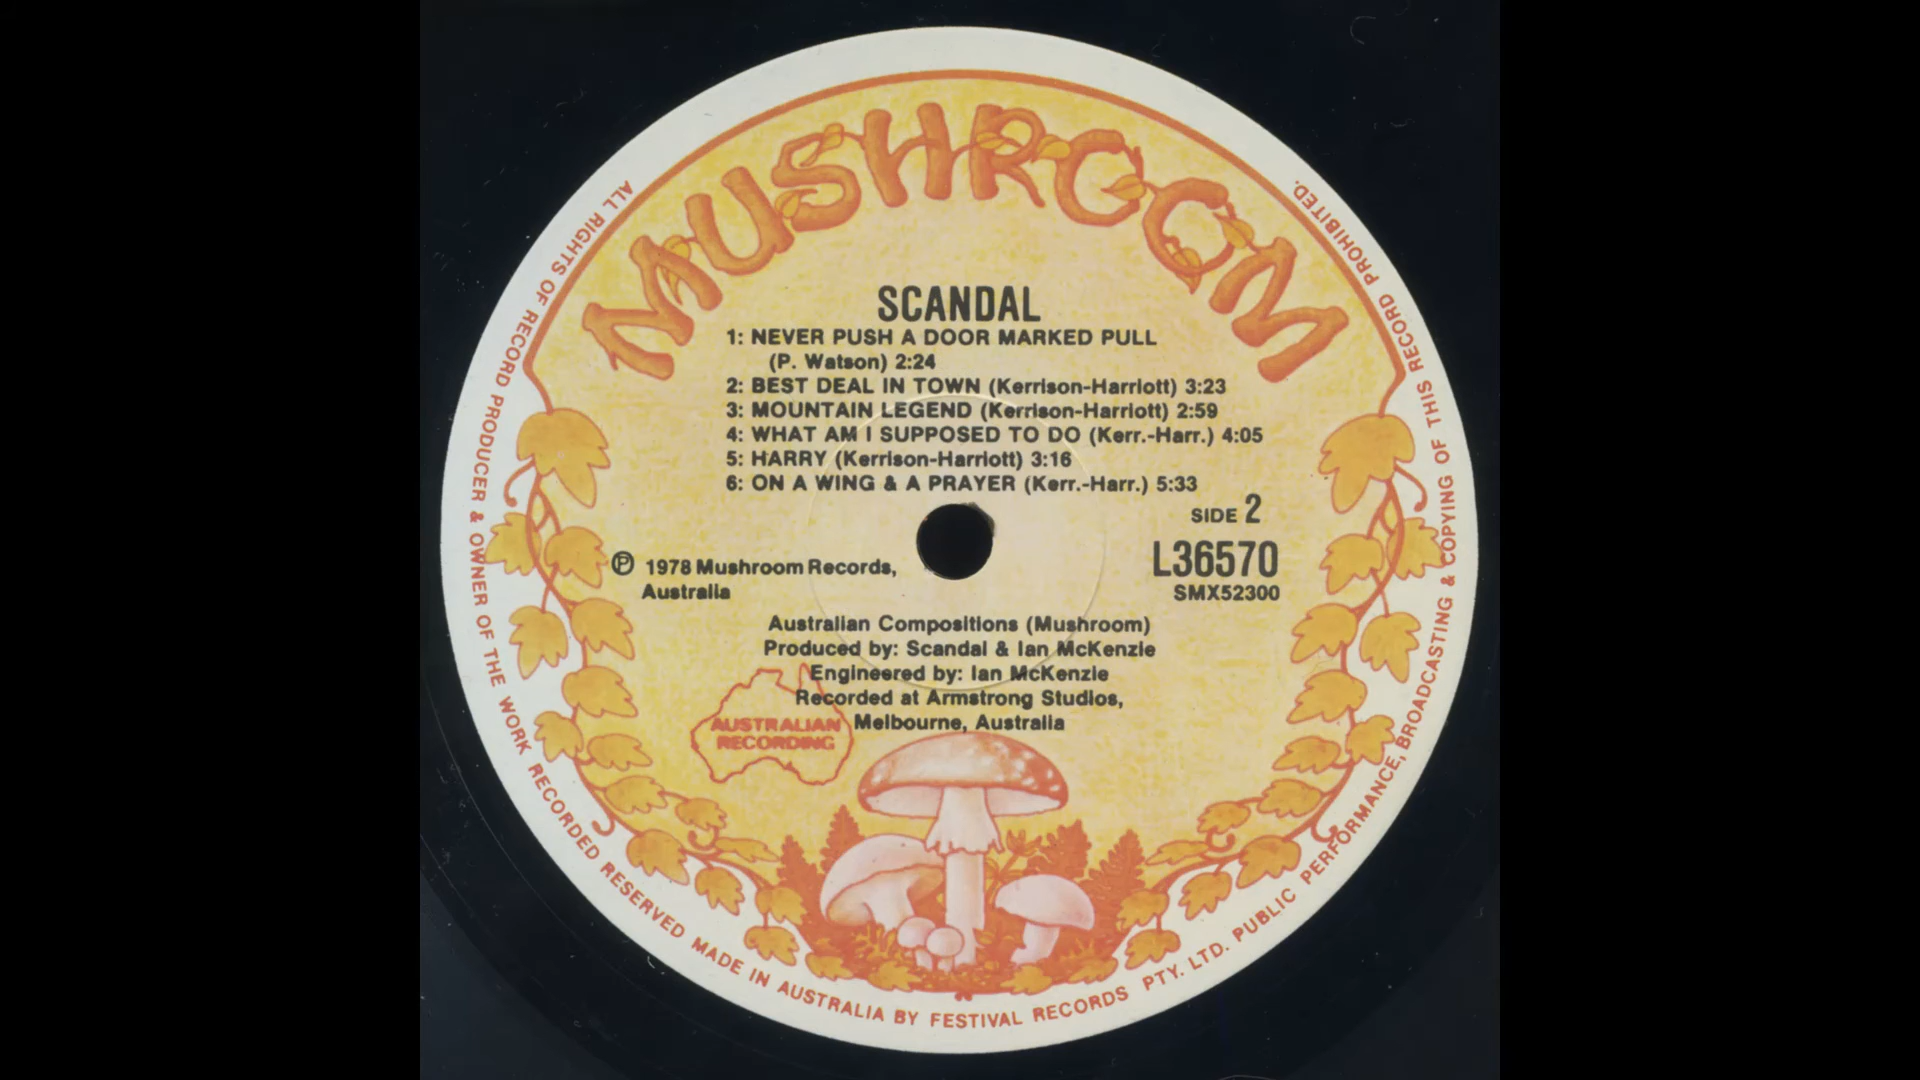 MUSHROOM
SCANDAL
1: NEVER PUSH A DOOR MARKED PULL
(P. Watson) 2:24
2: BEST DEAL IN TOWN (Kerrison-Harriott) 3:23
3: MOUNTAIN LEGEND (Kerrison-Harriott) 2:59
4: WHAT AM I SUPPOSED TO DO (Kerr.-Harr.) 4:05
5: HARRY (Kerrison-Harriott) 3:16
6: ON A WING & A PRAYER (Kerr.-Harr.) 5:33
SIDE 2
L36570
SMX52300
℗ 1978 Mushroom Records,
Australia
Australian Compositions (Mushroom)
Produced by: Scandal & Ian McKenzie
Engineered by: Ian McKenzie
Recorded at Armstrong Studios,
Melbourne, Australia
AUSTRALIAN
RECORDING
ALL RIGHTS OF RECORD PRODUCER & OWNER OF THE WORK RECORDED RESERVED MADE IN AUSTRALIA BY FESTIVAL RECORDS PTY. LTD. PUBLIC PERFORMANCE, BROADCASTING & COPYING OF THIS RECORD PROHIBITED.